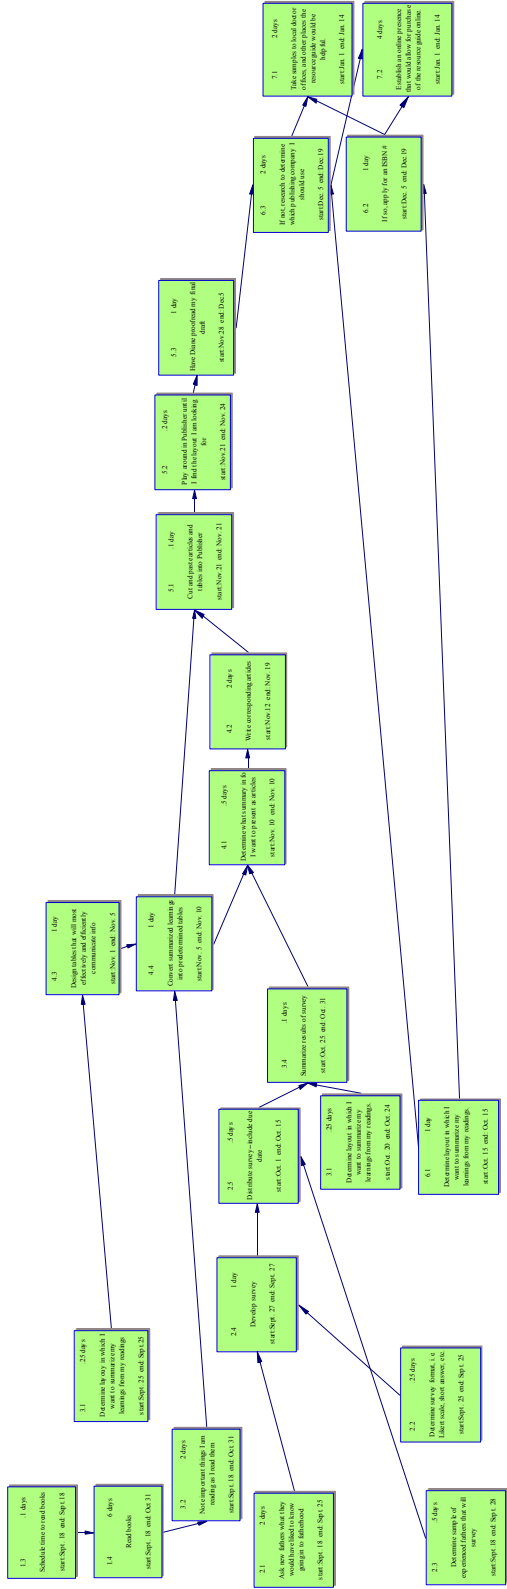 1.3 .1 days
Schedule time to read books
start: Sept. 18 end: Sept.18
1.4 6 days
Read books
start: Sept. 18 end: Oct 31
3.1 .25 days
Determine layouy in which I
want to summarize my
learnings from my readings
start:Sept. 25 end: Sept.25
3.2 2 days
Note important things I am
reading as I read them
start: Sept. 18 end: Oct. 31
2.1 2 days
Ask new fathers what they
would have liked to know
going in to fatherhood
start: Sept. 18 end: Sept. 25
2.2 .25 days
Determine survey format, i.e.
Likert scale, short answer, etc.
start:Sept. 25 end: Sept. 25
2.3 .5 days
Determine sample of
experienced fathers that will
survey
start:Sept. 18 end: Sept. 28
2.4 1 day
Develop survey
start:Sept. 27 end: Sept. 27
2.5 .5 days
Distribute survey--include due
date
start: Oct. 1 end: Oct. 15
3.1 .25 days
Determine layout in which I
want to summarize my
learnings from my readings.
start:Oct. 20 end: Oct. 24
6.1 1 day
Determine layout in which I
want to summarize my
learnings from my readings.
start: Oct. 15 end: Oct. 15
3.4 .1 days
Summarize results of survey
start: Oct. 25 end: Oct. 31
4.3 1 day
Design tables that will most
effectively and efficiently
communicate info
start: Nov. 1 end: Nov. 5
4.4 1 day
Convert summarized learnings
into predetermined tables
start:Nov. 5 end: Nov. 10
4.1 .5 days
Determine what summary info
I want to present as articles
start: Nov. 10 end: Nov. 10
4.2 2 days
Write corresponding articles
start:Nov.12 end: Nov. 19
5.1 .1 day
Cut and paste articles and
tables into Publisher
start:Nov. 21 end: Nov. 21
5.2 2 days
Play around in Publisher until
I find the layout I am looking
for
start:Nov.21 end: Nov. 24
5.3 1 day
Have Diane proofread my final
draft
start:Nov.28 end: Dec.5
6.3 2 days
If not, research to determine
which publishing company I
should use
start:Dec. 5 end: Dec.19
6.2 1 day
If so, apply for an ISBN #
start: Dec. 5 end: Dec.19
7.1 2 days
Take samples to local doctor
offices, and other places the
resource guide would be
helpful.
start:Jan. 1 end: Jan. 14
7.2 4 days
Establish an online presence
that would allow for purchase
of the resource guide online.
start:Jan. 1 end: Jan. 14